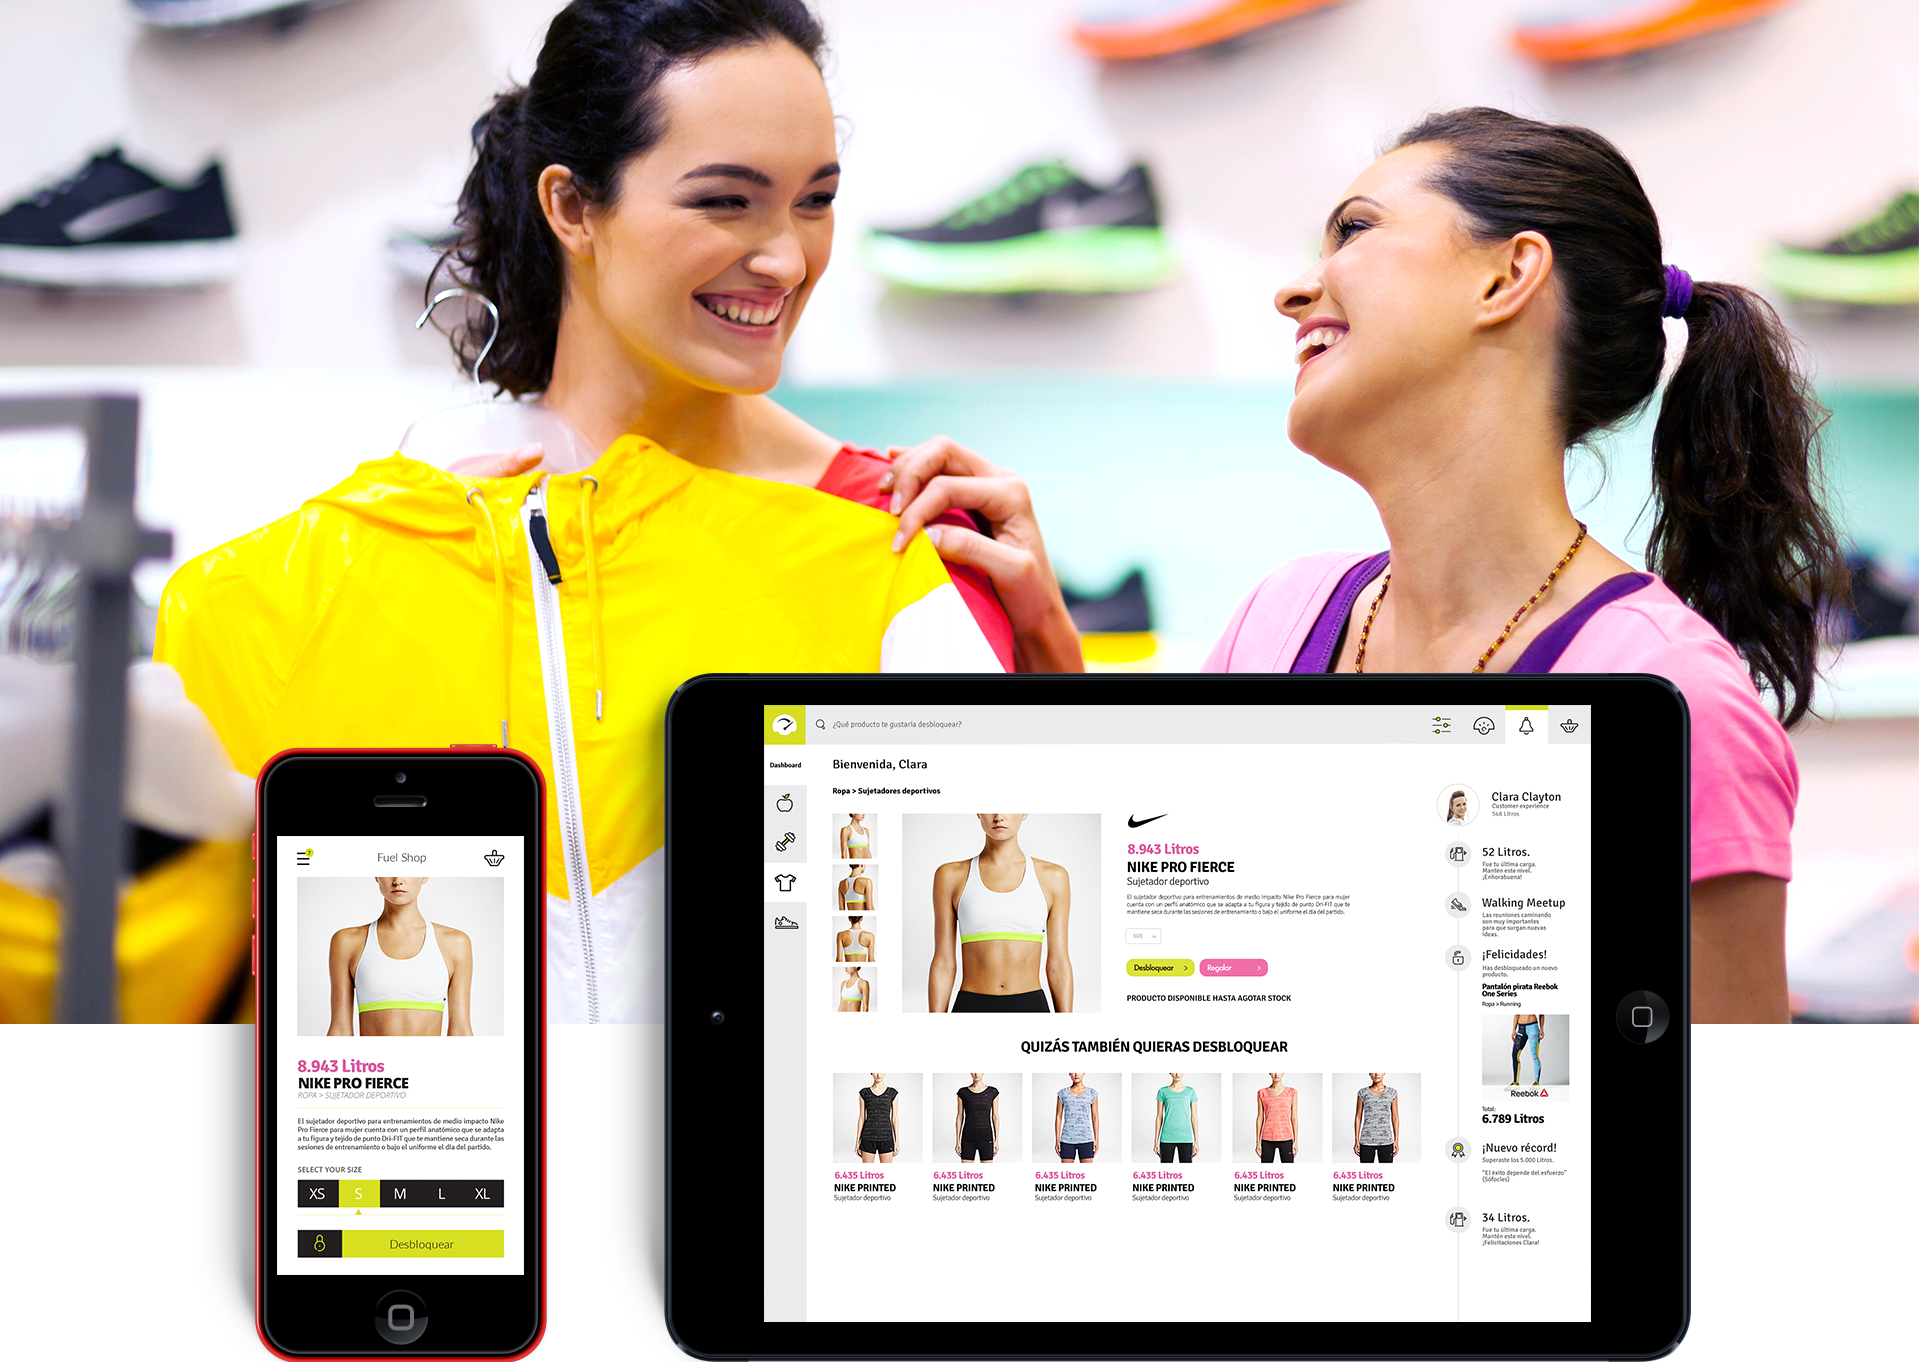 7
Fuel Shop
8.943 Litros
NIKE PRO FIERCE
ROPA > SUJETADOR DEPORTIVO
El sujetador deportivo para entrenamientos de medio impacto Nike
Pro Fierce para mujer cuenta con un perfil anatómico que se adapta
a tu figura y tejido de punto Dri-FIT que te mantiene seca durante las
sesiones de entrenamiento o bajo el uniforme el día del partido.
SELECT YOUR SIZE
XS S M L XL
Desbloquear
¿Qué producto te gustaría desbloquear?
Dashboard
Bienvenida, Clara
Ropa > Sujetadores deportivos
8.943 Litros
NIKE PRO FIERCE
Sujetador deportivo
El sujetador deportivo para entrenamientos de medio impacto Nike Pro Fierce para mujer
cuenta con un perfil anatómico que se adapta a tu figura y tejido de punto Dri-FIT que te
mantiene seca durante las sesiones de entrenamiento o bajo el uniforme el día del partido.
SIZE
Desbloquear >
Regalar >
PRODUCTO DISPONIBLE HASTA AGOTAR STOCK
QUIZÁS TAMBIÉN QUIERAS DESBLOQUEAR
6.435 Litros
NIKE PRINTED
Sujetador deportivo
6.435 Litros
NIKE PRINTED
Sujetador deportivo
6.435 Litros
NIKE PRINTED
Sujetador deportivo
6.435 Litros
NIKE PRINTED
Sujetador deportivo
6.435 Litros
NIKE PRINTED
Sujetador deportivo
6.435 Litros
NIKE PRINTED
Sujetador deportivo
Clara Clayton
Customer experience
548 Litros
52 Litros.
Fue tu última carga.
Mantén este nivel.
¡Enhorabuena!
Walking Meetup
Las reuniones caminando
son muy importantes
para que surgan nuevas
ideas.
¡Felicidades!
Has desbloqueado un nuevo
producto.
Pantalón pirata Reebok
One Series
Ropa > Running
Reebok
Total:
6.789 Litros
¡Nuevo récord!
Superaste los 5.000 Litros.
"El éxito depende del esfuerzo"
(Sófocles)
34 Litros.
Fue tu última carga.
Mantén este nivel.
¡Felicitaciones Clara!